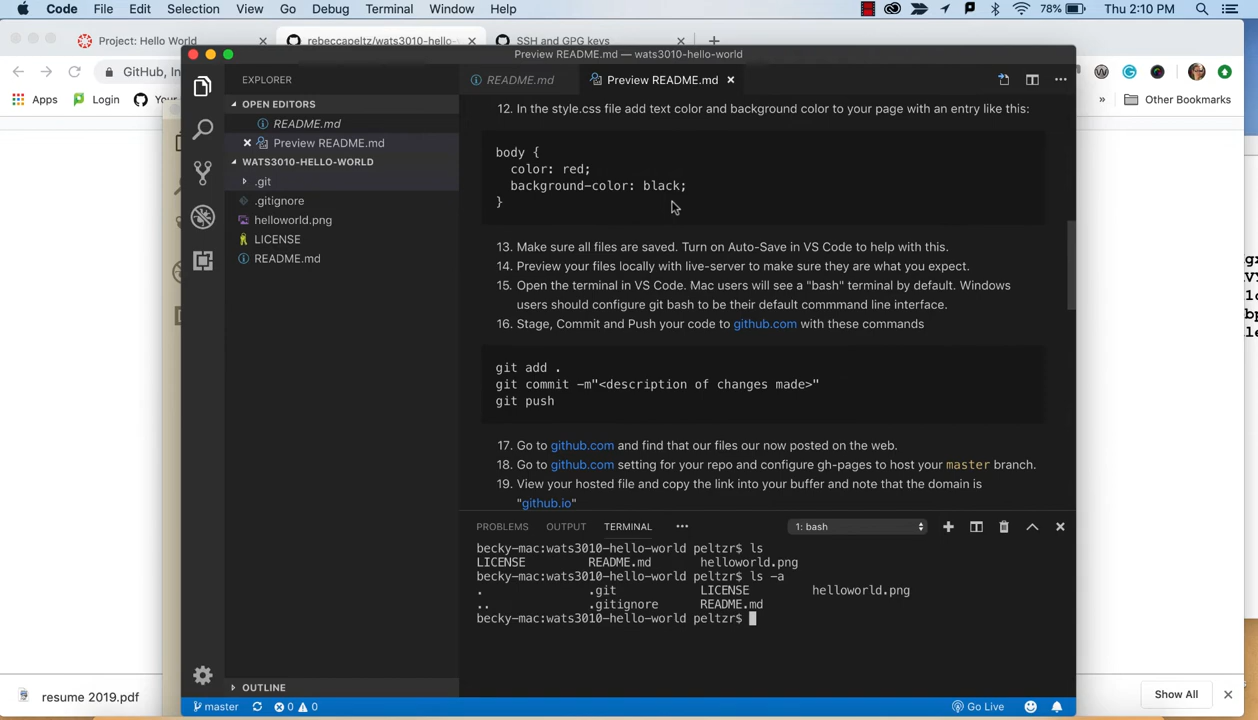 Code File Edit Selection View Go Debug Terminal Window Help 78% Thu 2:10 PM
Project: Hello World rebeccapeltz/wats3010-hello- SSH and GPG keys
Preview README.md — wats3010-hello-world
GitHub, In
Apps Login Your Other Bookmarks
EXPLORER
OPEN EDITORS
README.md
Preview README.md
WATS3010-HELLO-WORLD
.git
.gitignore
helloworld.png
LICENSE
README.md
OUTLINE
README.md Preview README.md
12. In the style.css file add text color and background color to your page with an entry like this:
body {
color: red;
background-color: black;
}
13. Make sure all files are saved. Turn on Auto-Save in VS Code to help with this.
14. Preview your files locally with live-server to make sure they are what you expect.
15. Open the terminal in VS Code. Mac users will see a "bash" terminal by default. Windows
users should configure git bash to be their default commmand line interface.
16. Stage, Commit and Push your code to github.com with these commands
git add .
git commit -m"<description of changes made>"
git push
17. Go to github.com and find that our files our now posted on the web.
18. Go to github.com setting for your repo and configure gh-pages to host your master branch.
19. View your hosted file and copy the link into your buffer and note that the domain is
"github.io"
PROBLEMS OUTPUT TERMINAL 1: bash
becky-mac:wats3010-hello-world peltzr$ ls
LICENSE README.md helloworld.png
becky-mac:wats3010-hello-world peltzr$ ls -a
. .git LICENSE helloworld.png
.. .gitignore README.md
becky-mac:wats3010-hello-world peltzr$
master 0 0 Go Live
resume 2019.pdf Show All